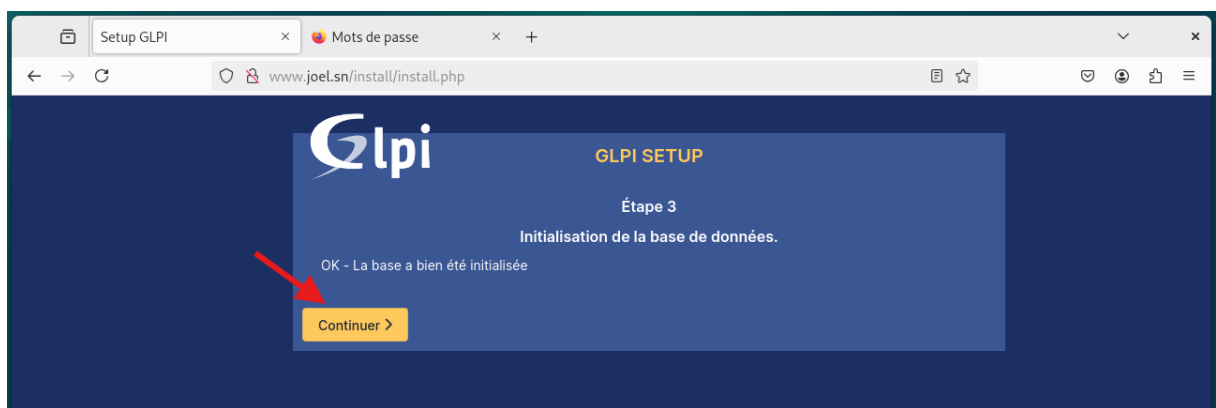 Setup GLPI
Mots de passe
www.joel.sn/install/install.php
Glpi
GLPI SETUP
Étape 3
Initialisation de la base de données.
OK - La base a bien été initialisée
Continuer